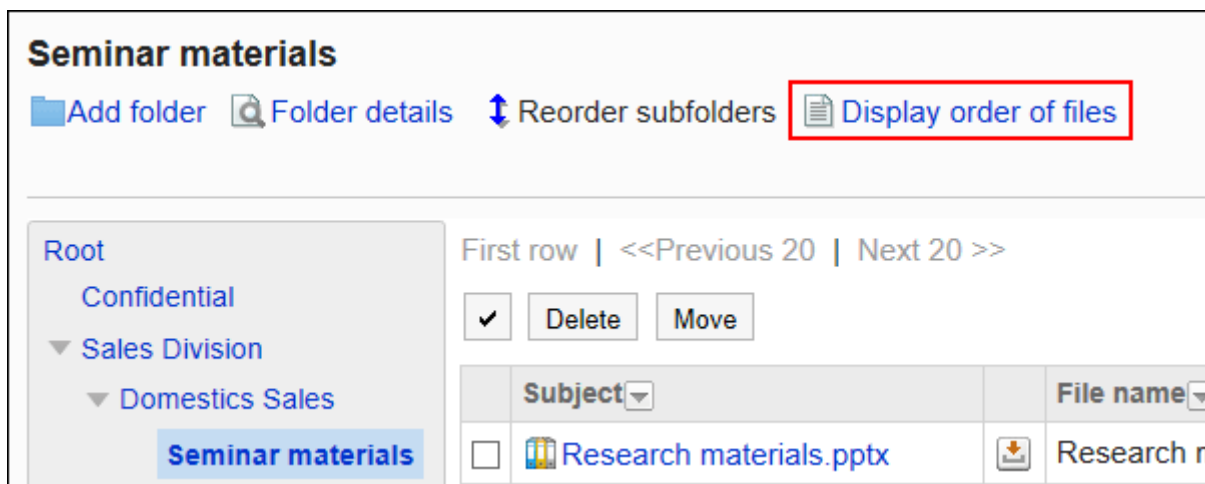 Seminar materials
Add folder Folder details Reorder subfolders Display order of files
Root
Confidential
Sales Division
Domestics Sales
Seminar materials
First row | <<Previous 20 | Next 20 >>
Delete Move
Subject File name
Research materials.pptx Research